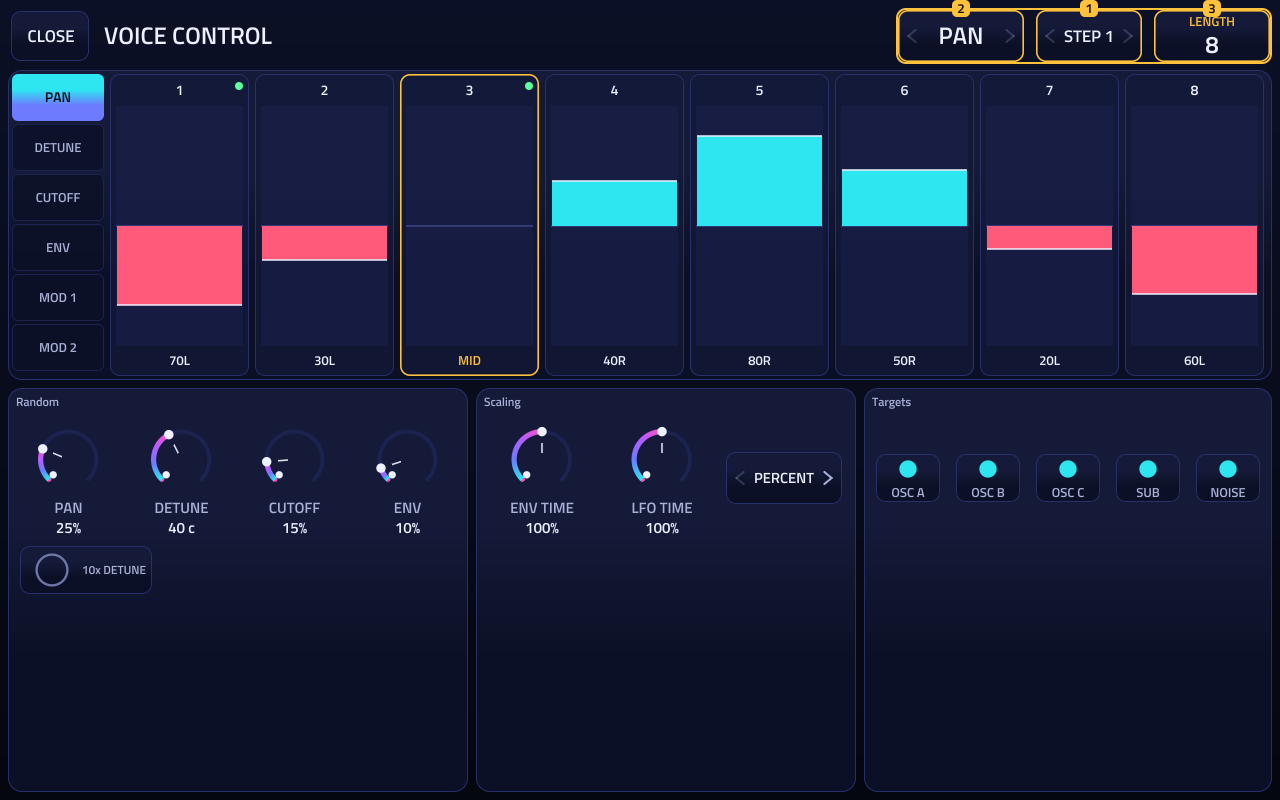 CLOSE
VOICE CONTROL
2
PAN
1
STEP 1
3
LENGTH
8
PAN
DETUNE
CUTOFF
ENV
MOD 1
MOD 2
1
2
3
4
5
6
7
8
70L
30L
MID
40R
80R
50R
20L
60L
Random
PAN
25%
DETUNE
40 c
CUTOFF
15%
ENV
10%
10x DETUNE
Scaling
ENV TIME
100%
LFO TIME
100%
PERCENT
Targets
OSC A
OSC B
OSC C
SUB
NOISE